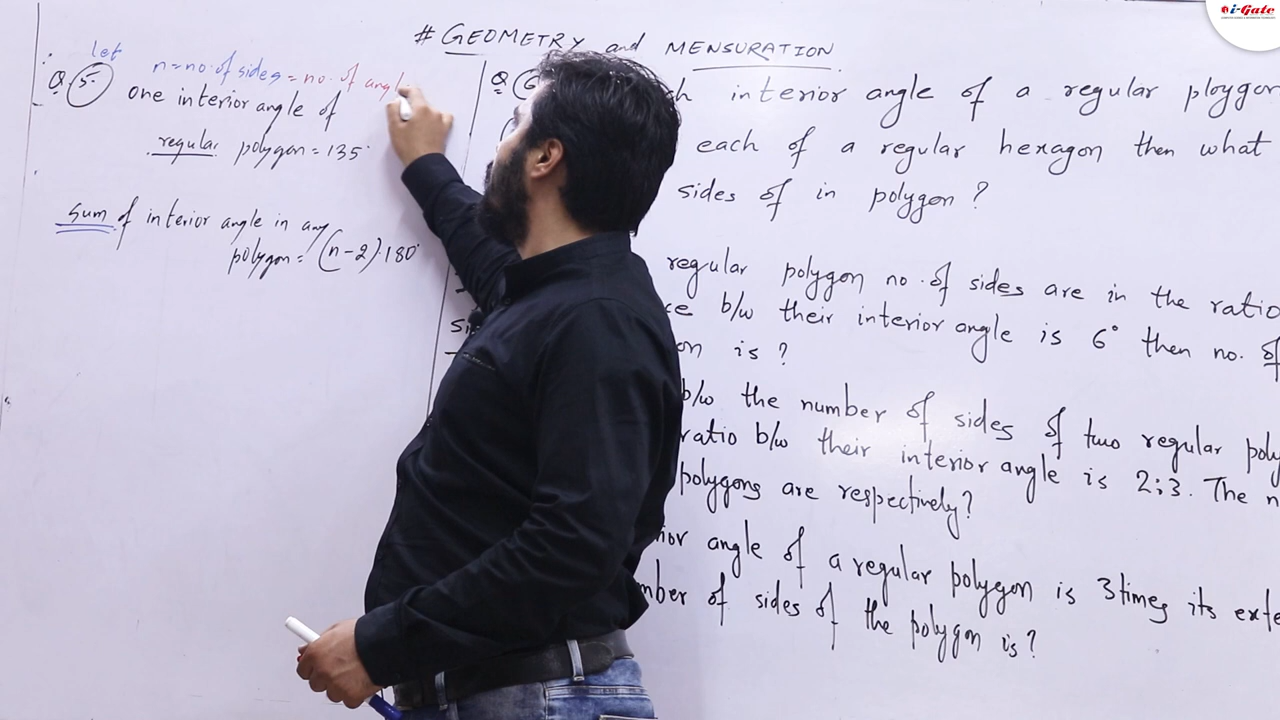 i-Gate
# GEOMETRY and MENSURATION
let
n = no. of sides = no. of angle
Q. 5 one interior angle of
regular polygon = 135°
Sum of interior angle in any
polygon = (n-2).180°
Q 6
interior angle of a regular ploygon
each of a regular hexagon then what
sides of in polygon ?
regular polygon no. of sides are in the ratio
b/w their interior angle is 6° then no. of
is ?
b/w the number of sides of two regular poly
ratio b/w their interior angle is 2:3. The n
polygons are respectively?
angle of a regular polygon is 3 times its exte
of sides of the polygon is?